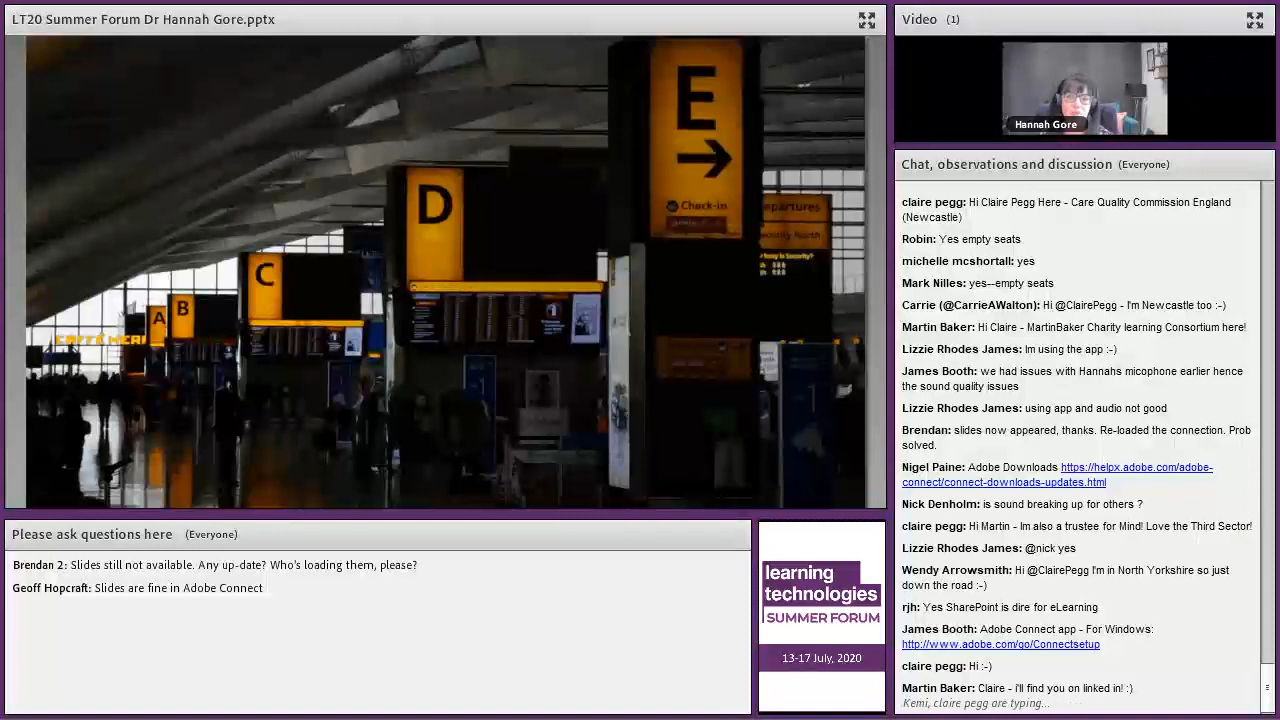 LT20 Summer Forum Dr Hannah Gore.pptx
E
Check-in
D
C
B
A
Departures
Security North
Please ask questions here (Everyone)
Brendan 2: Slides still not available. Any up-date? Who's loading them, please?
Geoff Hopcraft: Slides are fine in Adobe Connect
learning
technologies
SUMMER FORUM
13-17 July, 2020
Video (1)
Hannah Gore
Chat, observations and discussion (Everyone)
claire pegg: Hi Claire Pegg Here - Care Quality Commission England
(Newcastle)
Robin: Yes empty seats
michelle mcshortall: yes
Mark Nilles: yes--empty seats
Carrie (@CarrieAWalton): Hi @ClairePegg - I'm Newcastle too :-)
Martin Baker: Hi Claire - MartinBaker Charity Learning Consortium here!
Lizzie Rhodes James: Im using the app :-)
James Booth: we had issues with Hannahs micophone earlier hence
the sound quality issues
Lizzie Rhodes James: using app and audio not good
Brendan: slides now appeared, thanks. Re-loaded the connection. Prob
solved.
Nigel Paine: Adobe Downloads https://helpx.adobe.com/adobe-
connect/connect-downloads-updates.html
Nick Denholm: is sound breaking up for others ?
claire pegg: Hi Martin - Im also a trustee for Mind! Love the Third Sector!
Lizzie Rhodes James: @nick yes
Wendy Arrowsmith: Hi @ClairePegg I'm in North Yorkshire so just
down the road :-)
rjh: Yes SharePoint is dire for eLearning
James Booth: Adobe Connect app - For Windows:
http://www.adobe.com/go/Connectsetup
claire pegg: Hi :-)
Martin Baker: Claire - i'll find you on linked in! :)
Kemi, claire pegg are typing...